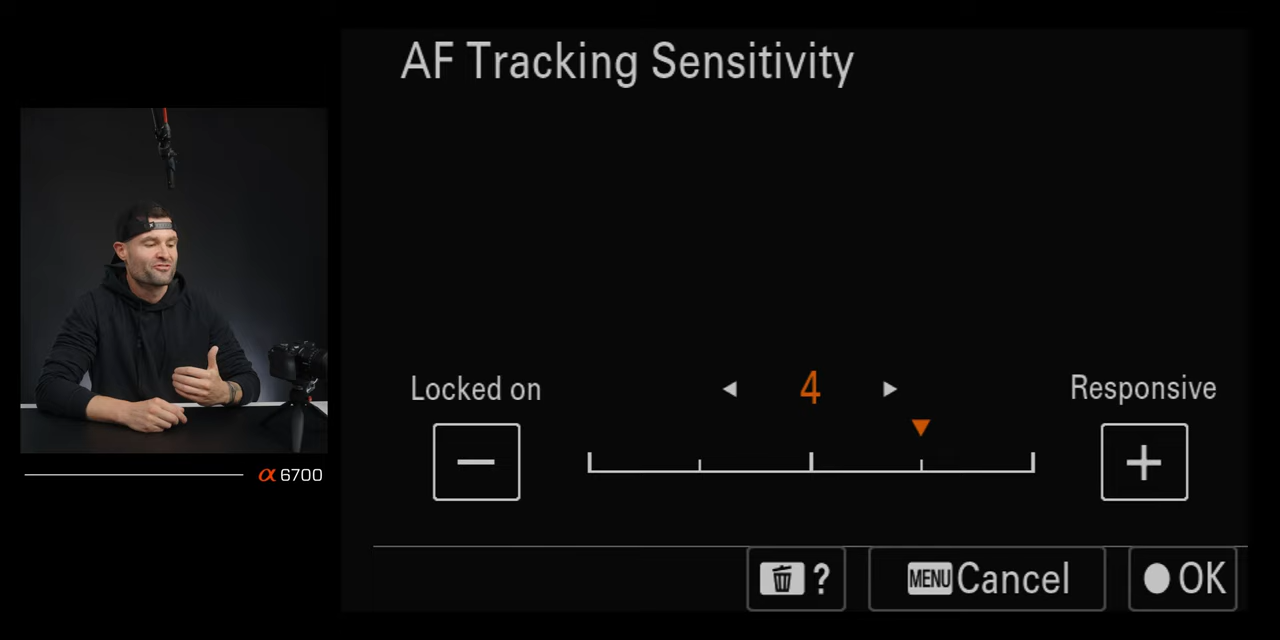 AF Tracking Sensitivity
Locked on
4
Responsive
α 6700
? 
MENU Cancel
OK